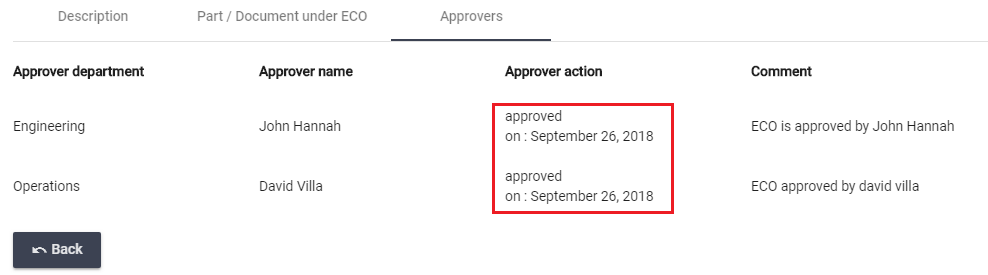 Description Part / Document under ECO Approvers
Approver department Approver name Approver action Comment
Engineering John Hannah approved on : September 26, 2018 ECO is approved by John Hannah
Operations David Villa approved on : September 26, 2018 ECO approved by david villa
Back